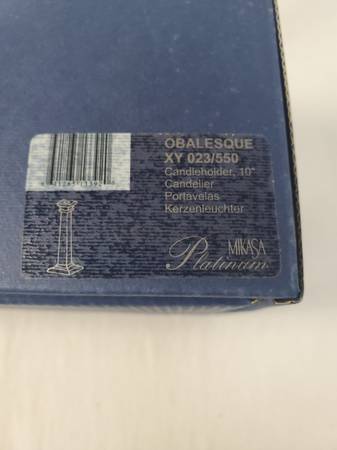 OBALESQUE
XY 023/550
Candleholder, 10"
Candelier
Portavelas
Kerzenleuchter
MIKASA
Platinum